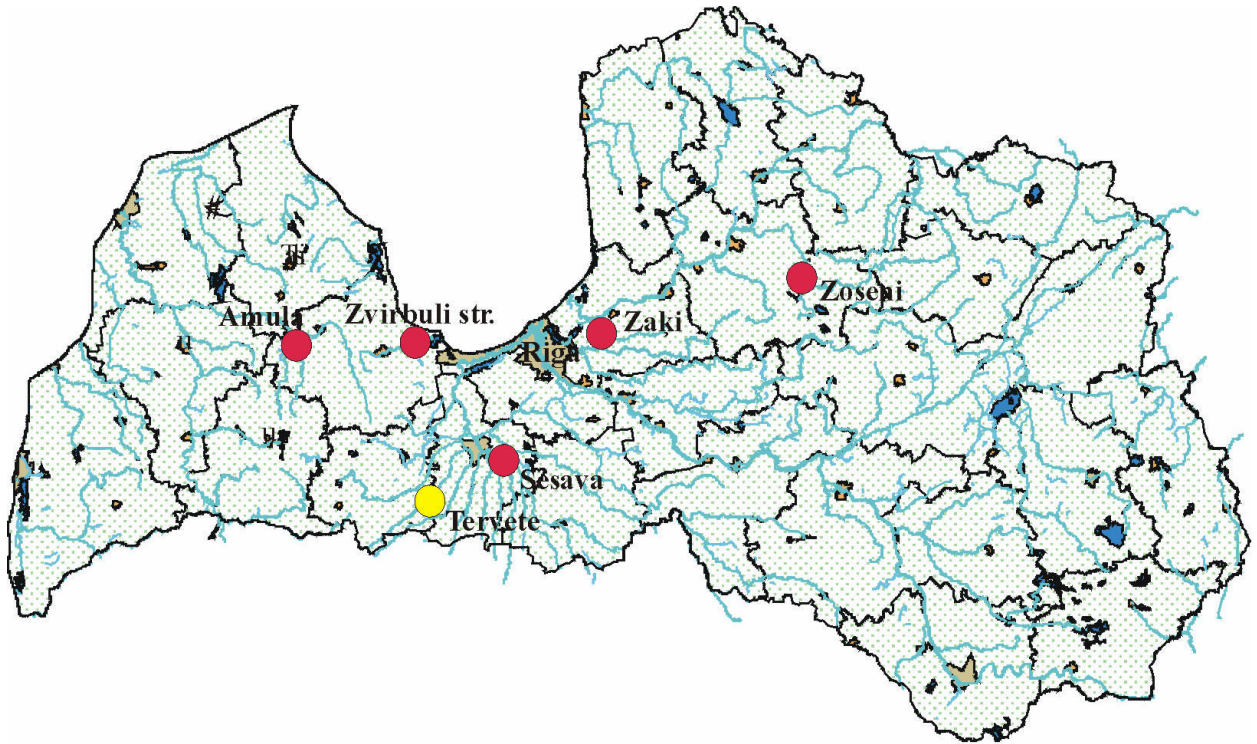 Zoseni
Amula
Zvirbuli str.
Zaki
Riga
Sesava
Tervete